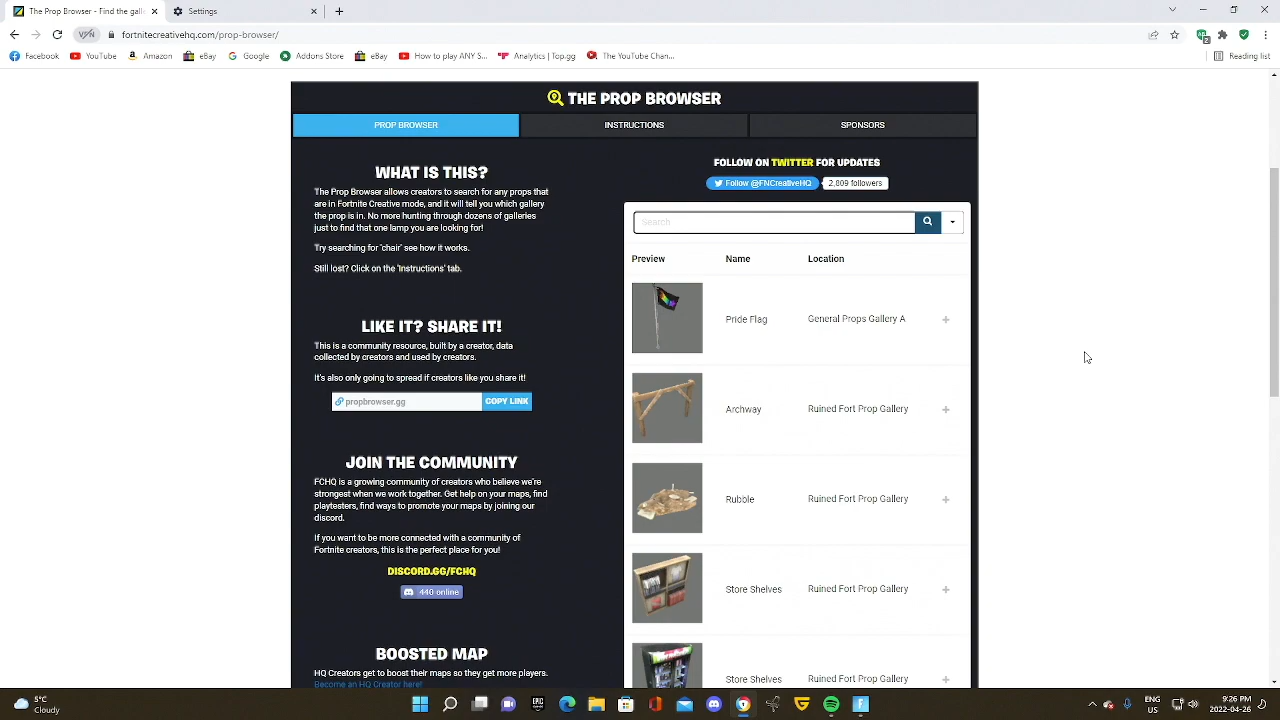 The Prop Browser - Find the gall
Settings
fortnitecreativehq.com/prop-browser/
Facebook
YouTube
Amazon
eBay
Google
Addons Store
eBay
How to play ANY S...
Analytics | Top.gg
The YouTube Chan...
Reading list
THE PROP BROWSER
PROP BROWSER
INSTRUCTIONS
SPONSORS
WHAT IS THIS?
The Prop Browser allows creators to search for any props that
are in Fortnite Creative mode, and it will tell you which gallery
the prop is in. No more hunting through dozens of galleries
just to find that one lamp you are looking for!
Try searching for 'chair' see how it works.
Still lost? Click on the 'Instructions' tab.
LIKE IT? SHARE IT!
This is a community resource, built by a creator, data
collected by creators and used by creators.
It's also only going to spread if creators like you share it!
propbrowser.gg
COPY LINK
JOIN THE COMMUNITY
FCHQ is a growing community of creators who believe we're
strongest when we work together. Get help on your maps, find
playtesters, find ways to promote your maps by joining our
discord.
If you want to be more connected with a community of
Fortnite creators, this is the perfect place for you!
DISCORD.GG/FCHQ
440 online
BOOSTED MAP
HQ Creators get to boost their maps so they get more players.
Become an HQ Creator here!
FOLLOW ON TWITTER FOR UPDATES
Follow @FNCreativeHQ
2,809 followers
Search
Preview Name Location
Pride Flag General Props Gallery A
Archway Ruined Fort Prop Gallery
Rubble Ruined Fort Prop Gallery
Store Shelves Ruined Fort Prop Gallery
Store Shelves Ruined Fort Prop Gallery
5°C
Cloudy
ENG
9:26 PM
2022-04-26